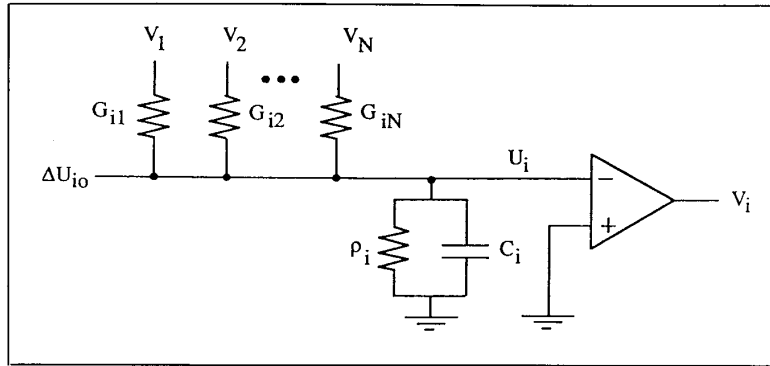 V1 V2 VN
•••
Gi1 Gi2 GiN
ΔUio Ui − Vi
+
ρi Ci